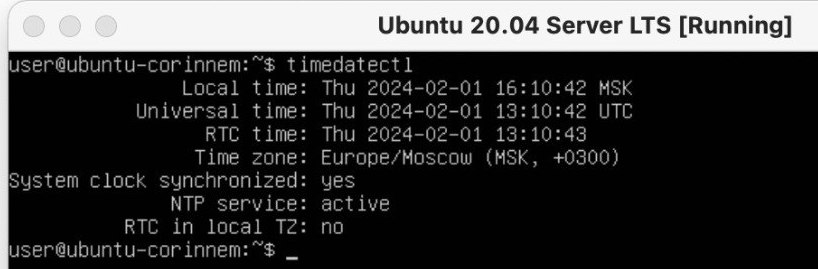 Ubuntu 20.04 Server LTS [Running]
user@ubuntu-corinnem:~$ timedatectl
Local time: Thu 2024-02-01 16:10:42 MSK
Universal time: Thu 2024-02-01 13:10:42 UTC
RTC time: Thu 2024-02-01 13:10:43
Time zone: Europe/Moscow (MSK, +0300)
System clock synchronized: yes
NTP service: active
RTC in local TZ: no
user@ubuntu-corinnem:~$ _